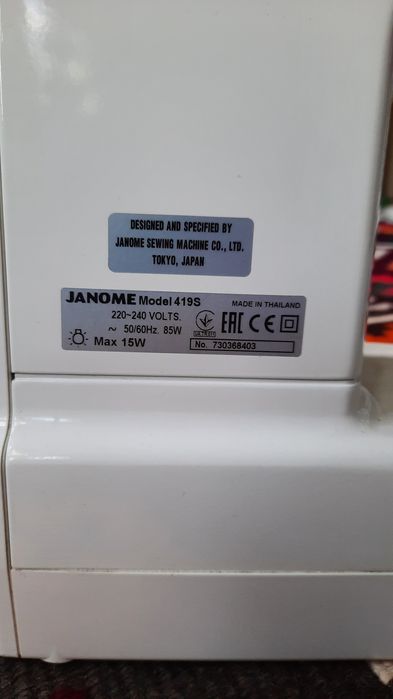 DESIGNED AND SPECIFIED BY
JANOME SEWING MACHINE CO., LTD.
TOKYO, JAPAN
JANOME Model 419S
MADE IN THAILAND
220~240 VOLTS.
~ 50/60Hz. 85W
Max 15W
EAC CE
No. 730368403